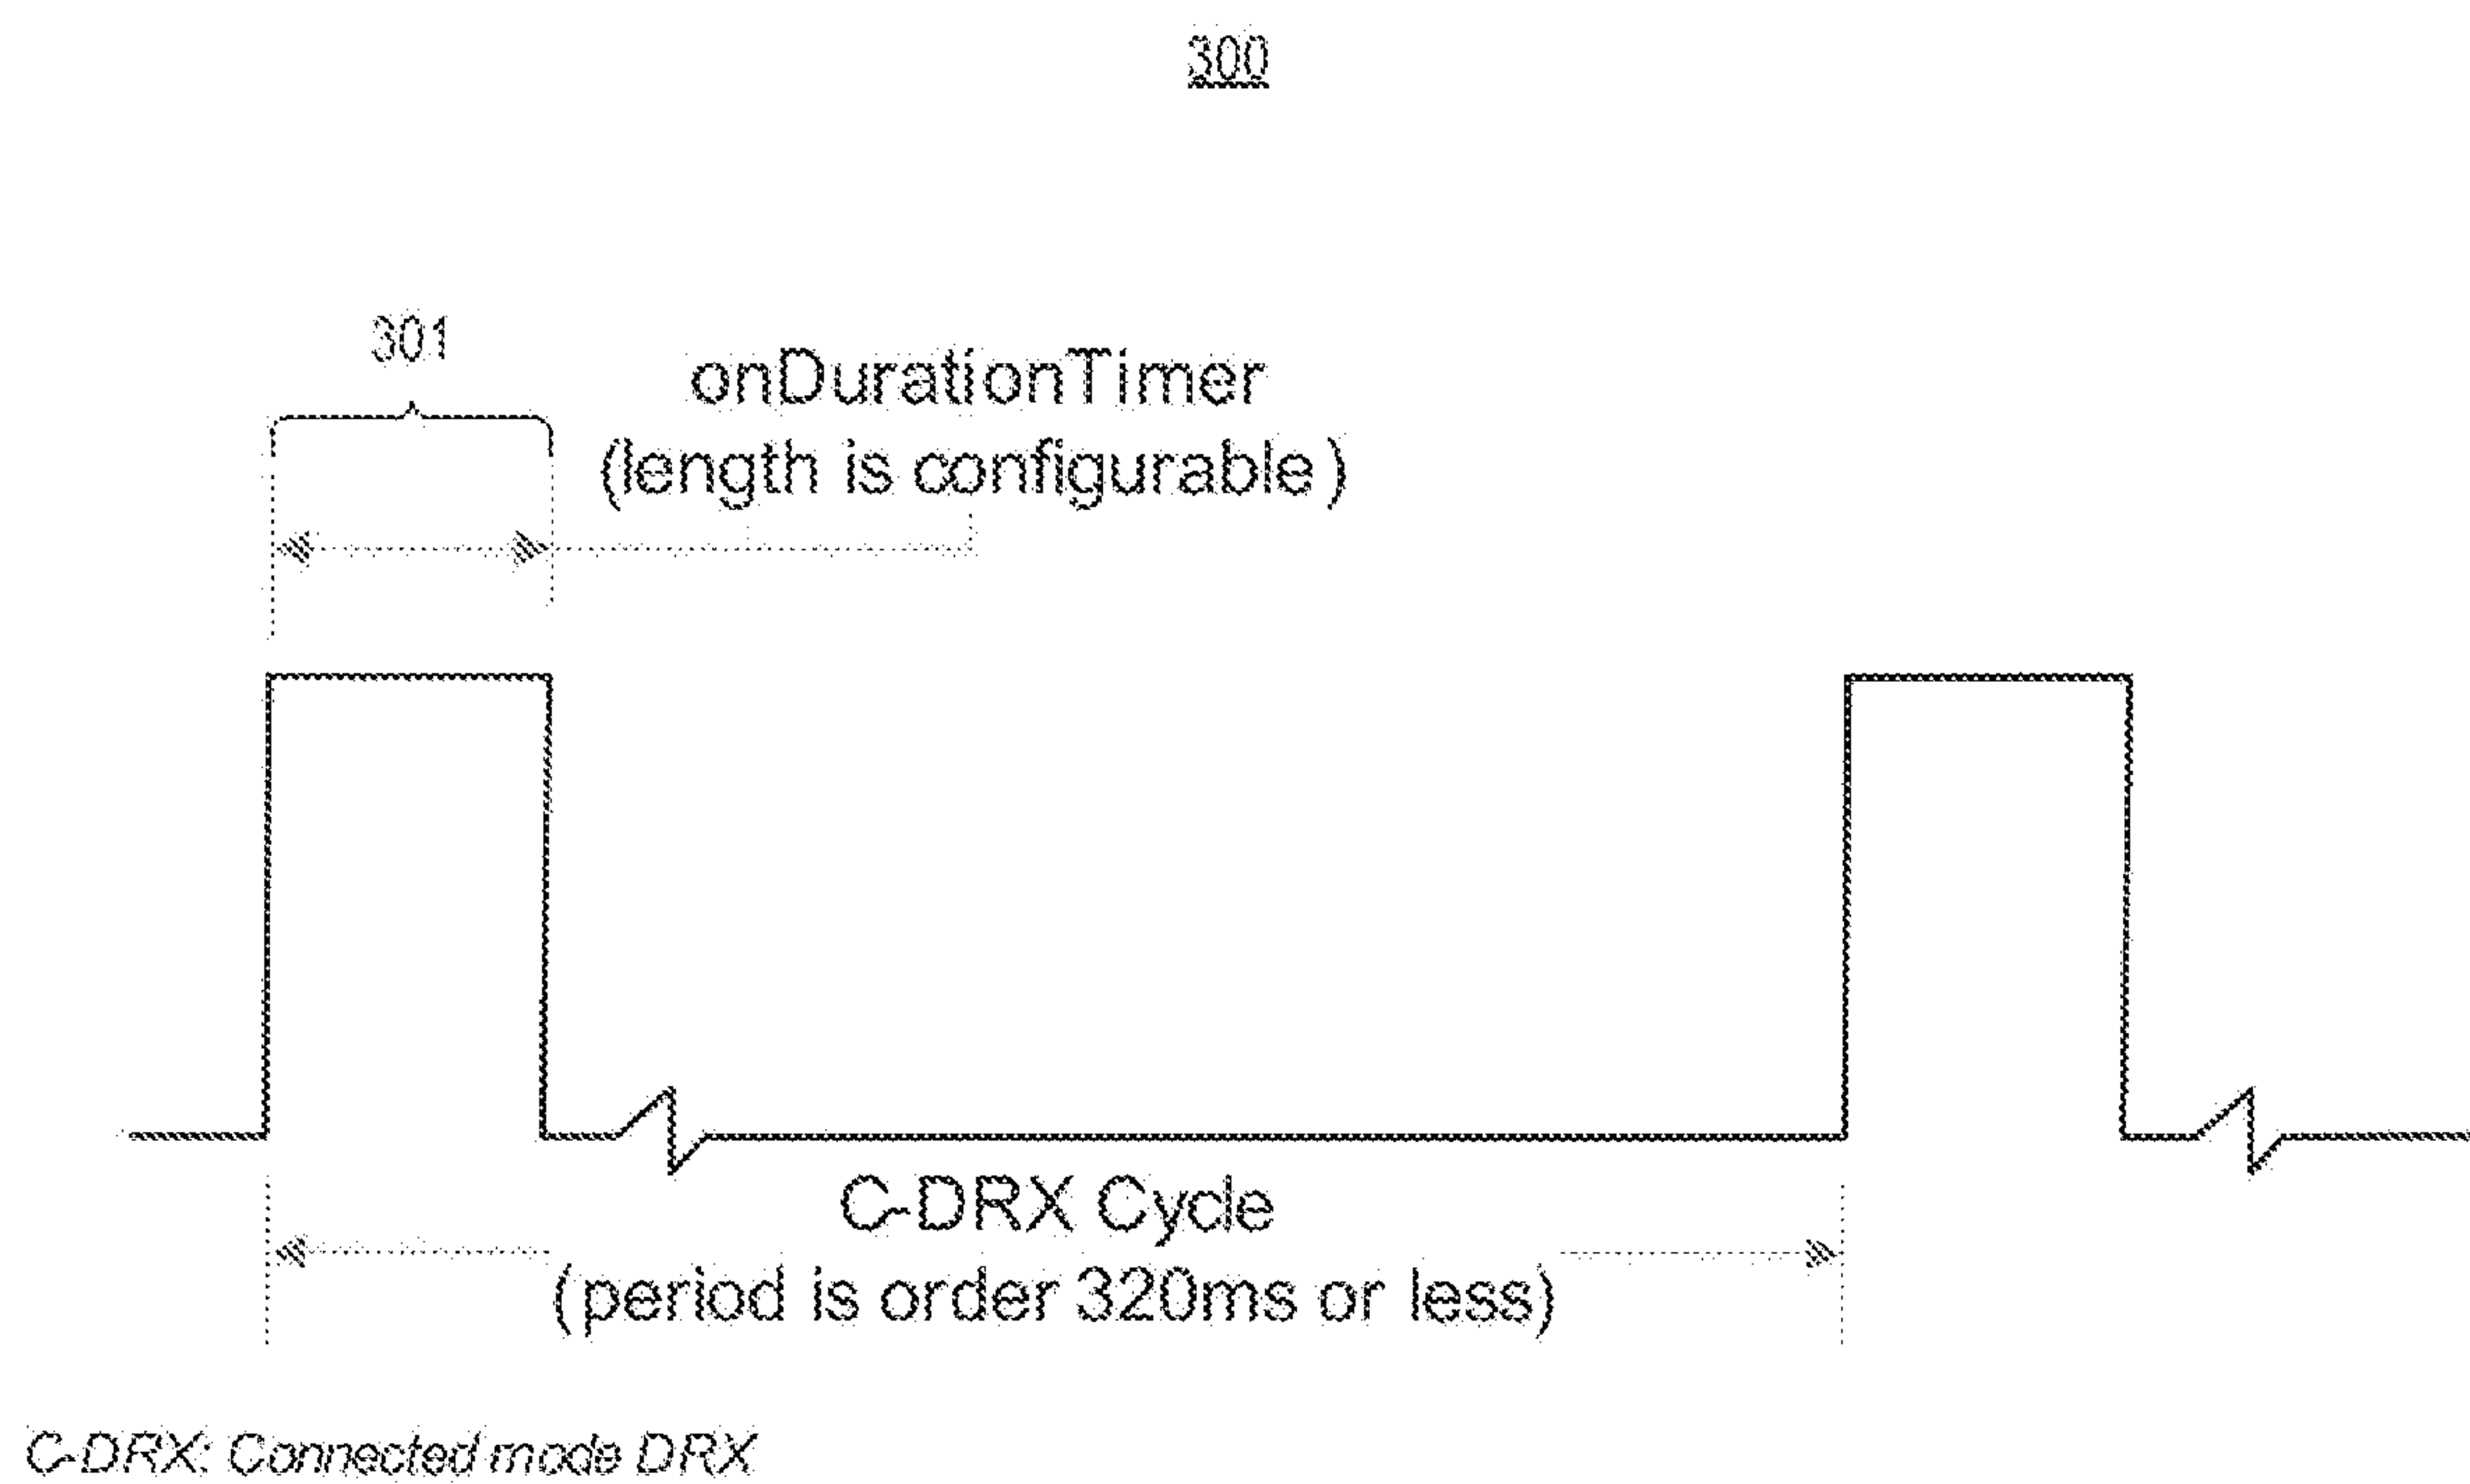 300
301
onDurationTimer
(length is configurable)
C-DRX Cycle
(period is order 320ms or less)
C-DRX: Connected mode DRX